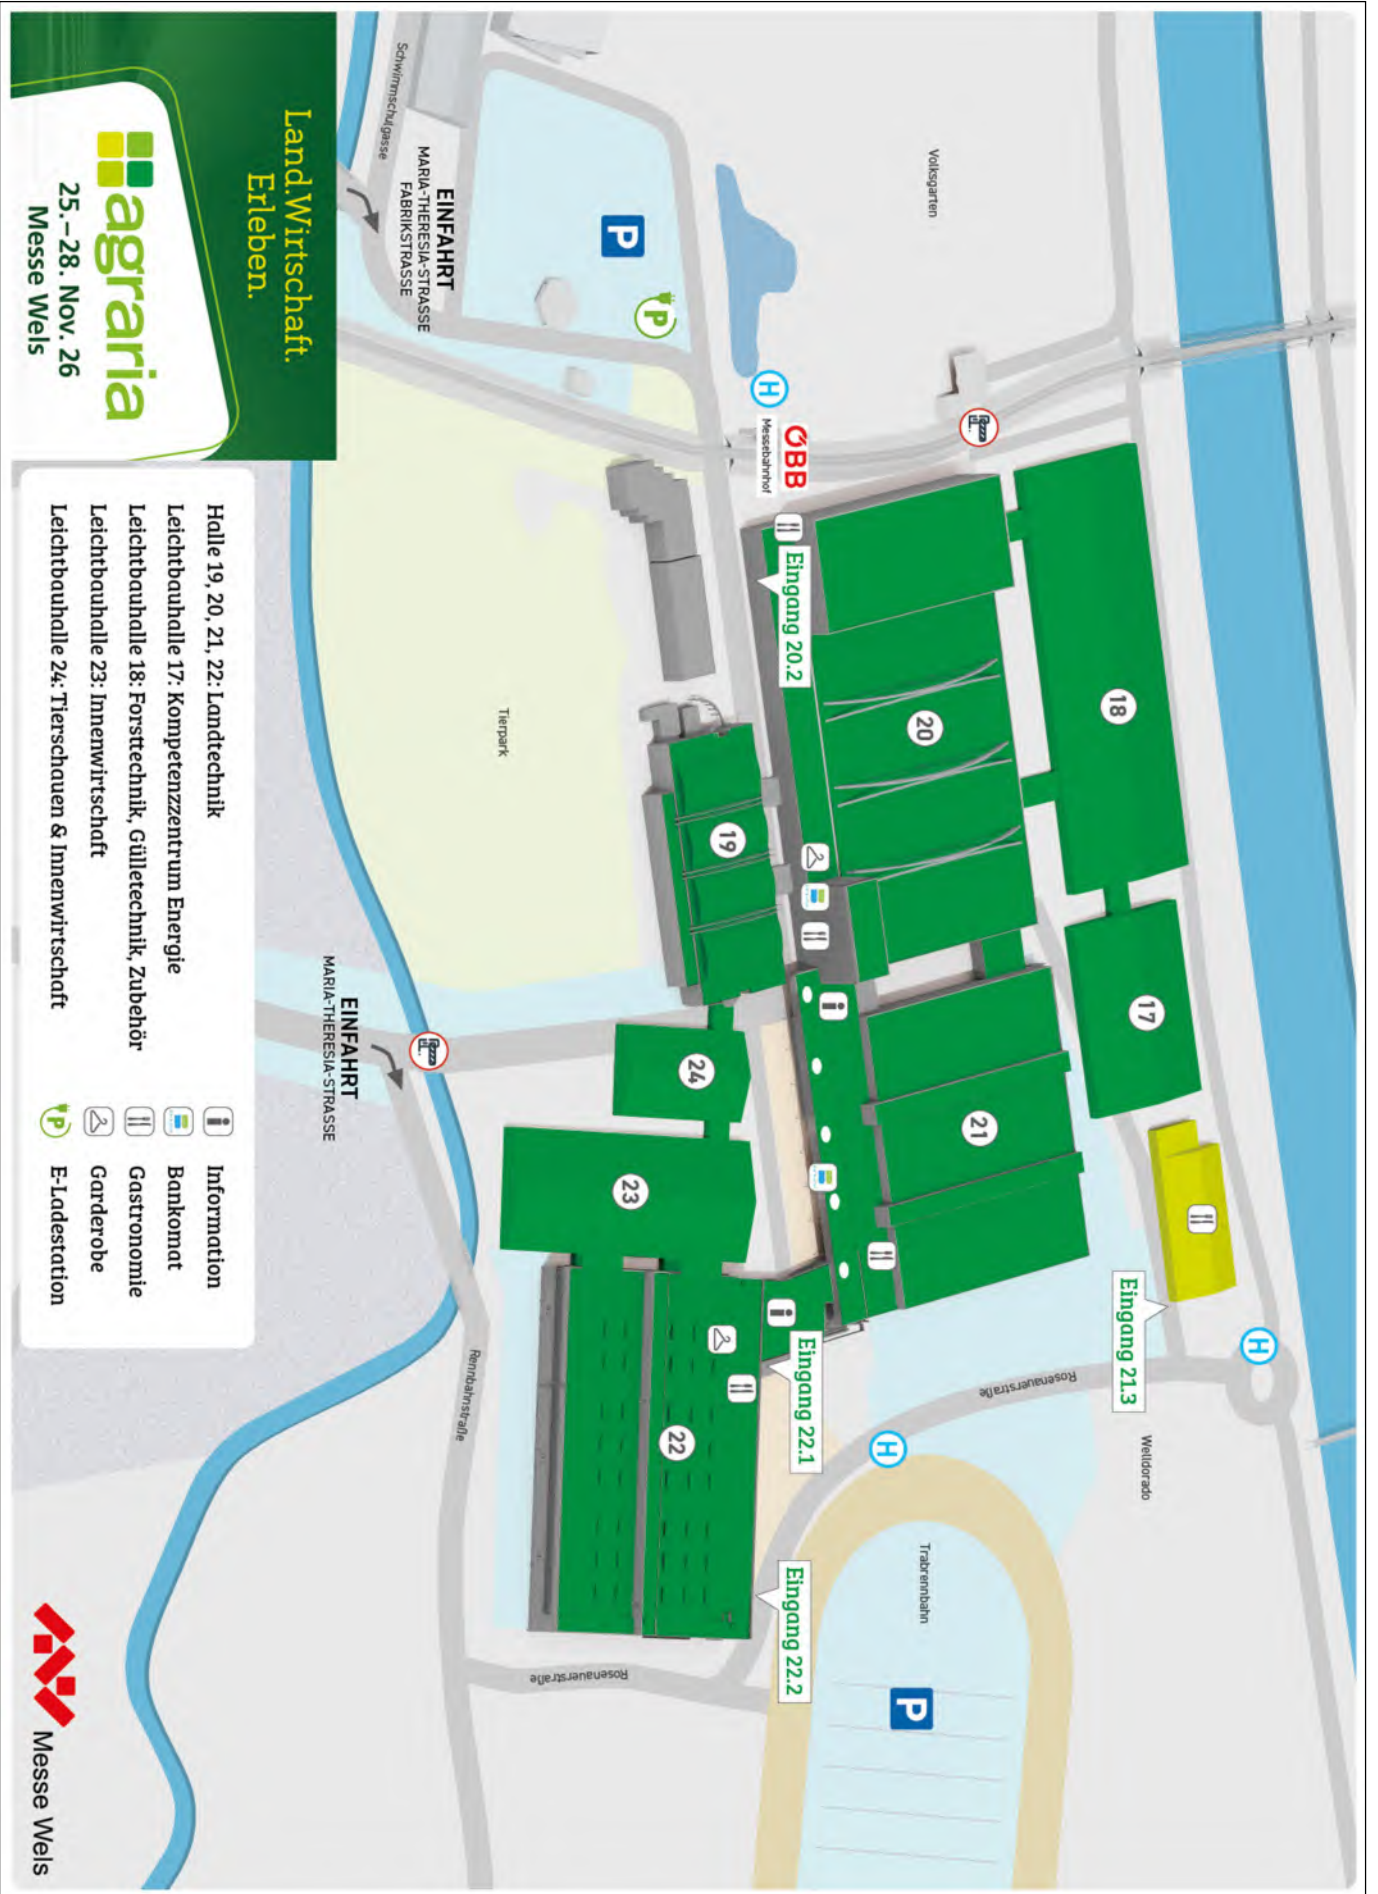 Volksgarten
Schwimmschulgasse
EINFAHRT
MARIA-THERESIA-STRASSE
FABRIKSTRASSE
P
P
H
ÖBB
Messebahnhof
Eingang 20.2
18
20
17
19
21
24
23
22
Tierpark
EINFAHRT
MARIA-THERESIA-STRASSE
Eingang 21.3
H
Welldorado
Rosenauerstraße
H
Eingang 22.1
Trabrennbahn
Eingang 22.2
P
Rennbahnstraße
Rosenauerstraße
Land.Wirtschaft.
Erleben.
agraria
25.–28. Nov. 26
Messe Wels
Halle 19, 20, 21, 22: Landtechnik
Leichtbauhalle 17: Kompetenzzentrum Energie
Leichtbauhalle 18: Forsttechnik, Gülletechnik, Zubehör
Leichtbauhalle 23: Innenwirtschaft
Leichtbauhalle 24: Tierschauen & Innenwirtschaft
Information
Bankomat
Gastronomie
Garderobe
P E-Ladestation
Messe Wels